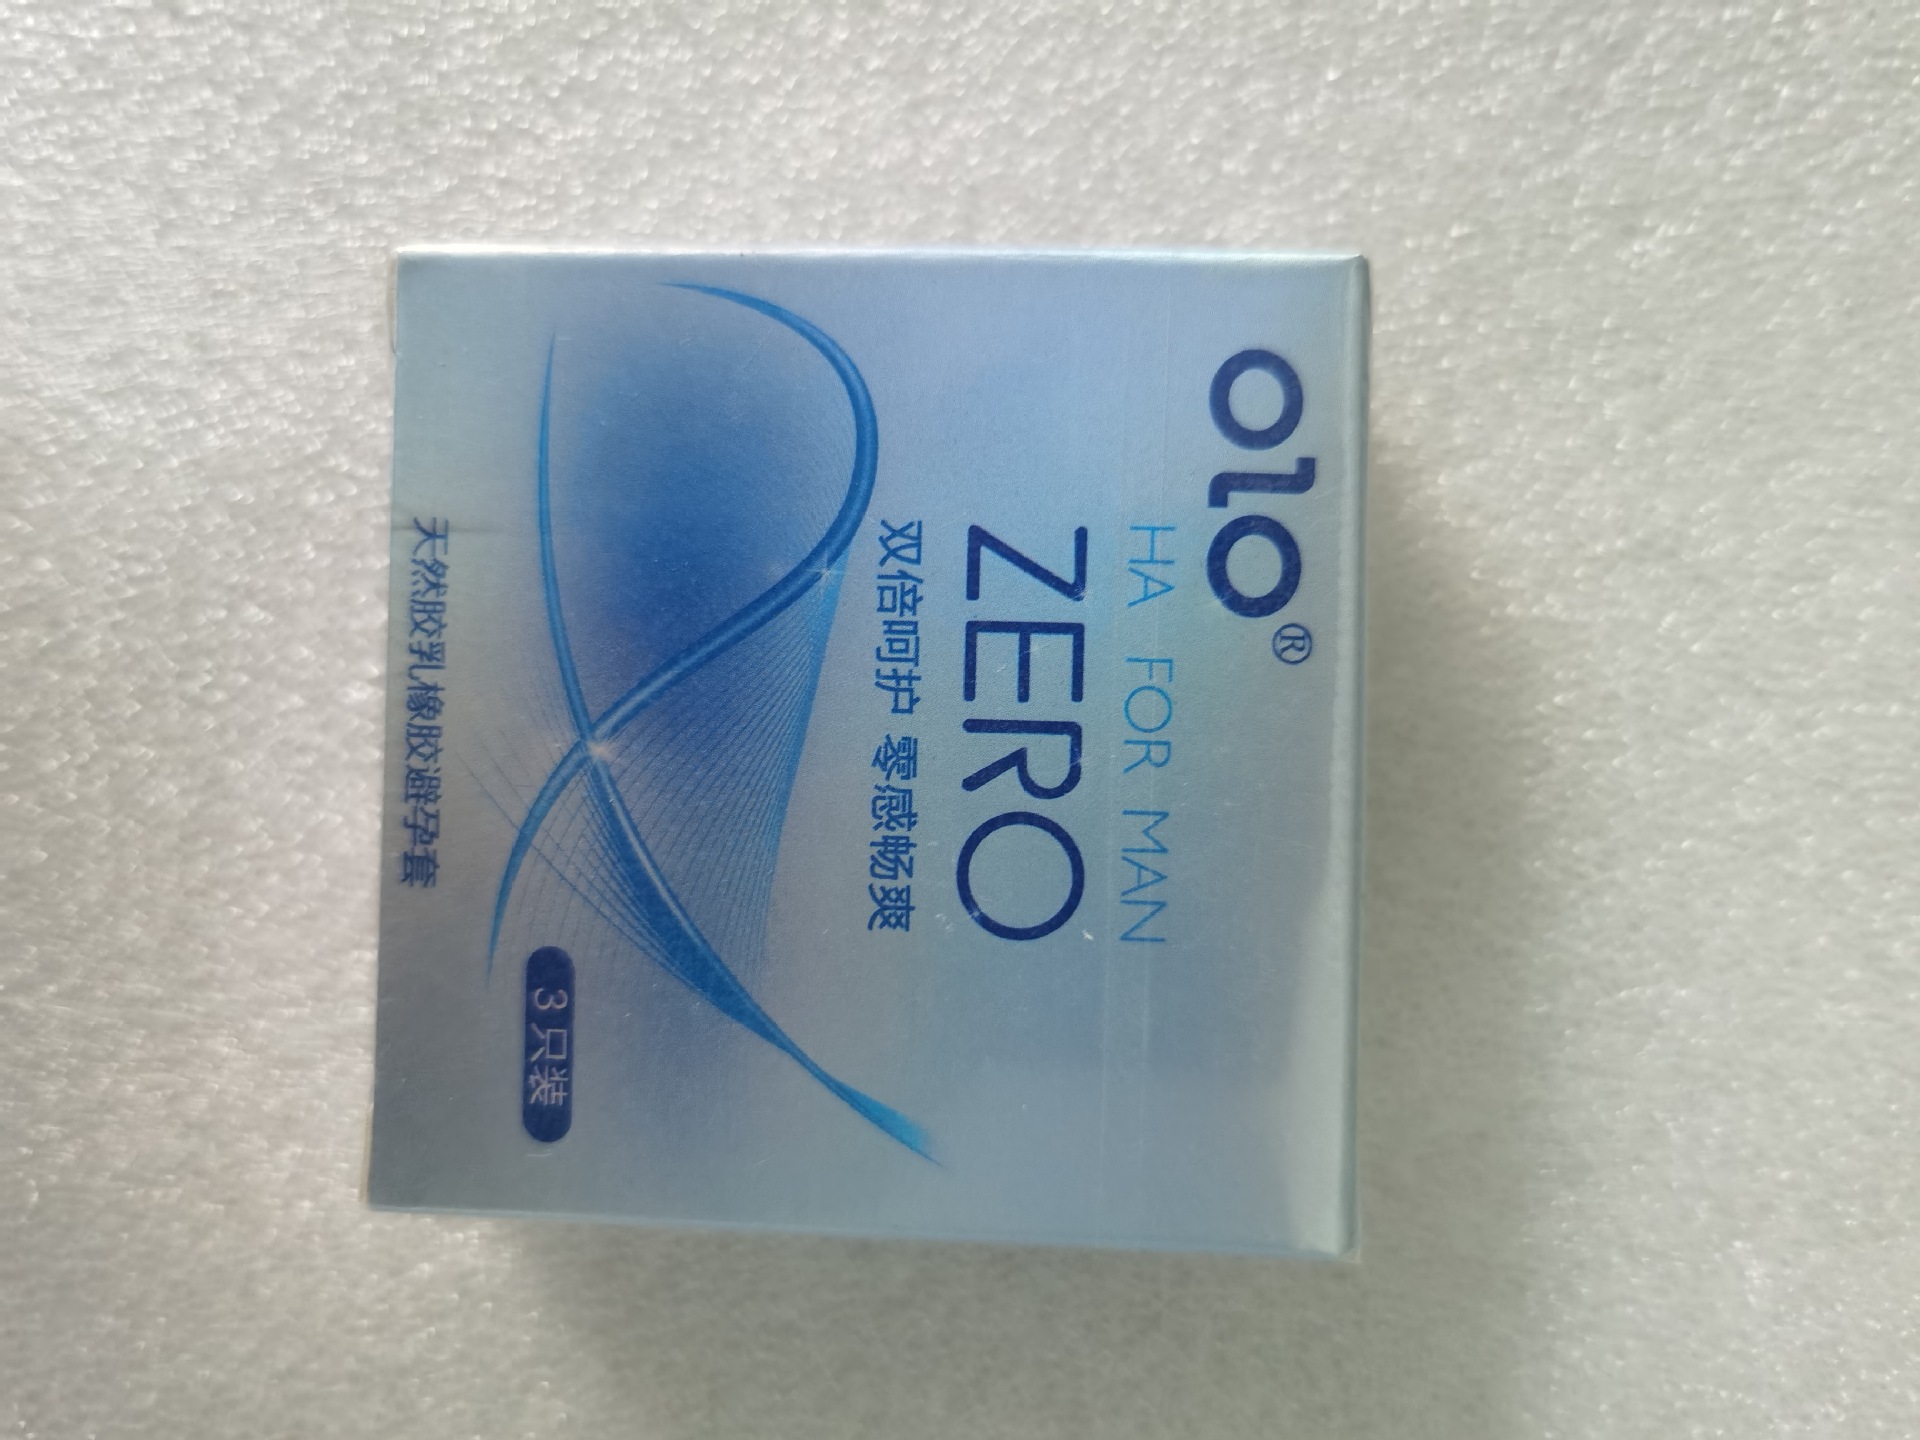 olo®
HA FOR MAN
ZERO
双倍呵护 零感畅爽
3只装
天然胶乳橡胶避孕套